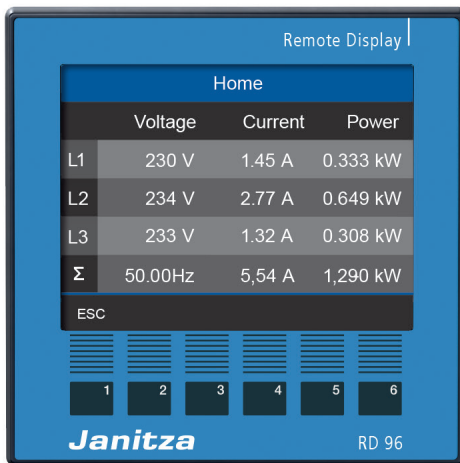 Remote Display
Home
Voltage Current Power
L1 230 V 1.45 A 0.333 kW
L2 234 V 2.77 A 0.649 kW
L3 233 V 1.32 A 0.308 kW
Σ 50.00Hz 5,54 A 1,290 kW
ESC
1 2 3 4 5 6
Janitza RD 96